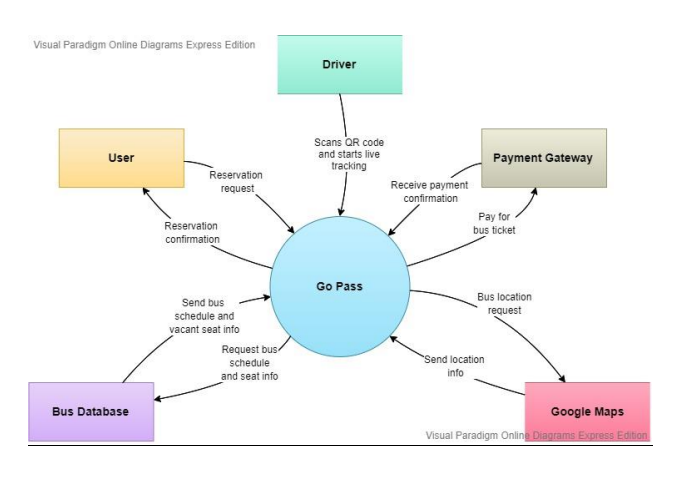 Visual Paradigm Online Diagrams Express Edition
Driver
User
Scans QR code
and starts live
tracking
Payment Gateway
Reservation
request
Receive payment
confirmation
Reservation
confirmation
Pay for
bus ticket
Go Pass
Send bus
schedule and
vacant seat info
Bus location
request
Request bus
schedule
and seat info
Send location
info
Bus Database
Google Maps
Visual Paradigm Online Diagrams Express Edition